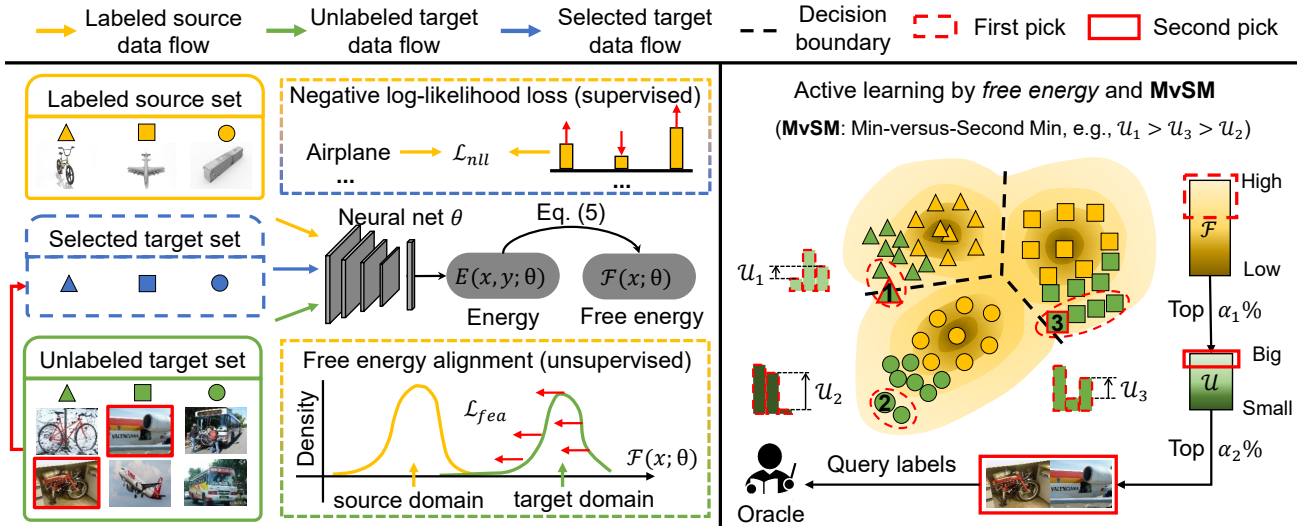 Labeled source
data flow
Unlabeled target
data flow
Selected target
data flow
Decision
boundary
First pick
Second pick
Labeled source set
Negative log-likelihood loss (supervised)
Airplane
ℒ_nll
...
...
Selected target set
Neural net θ
Eq. (5)
E(x, y; θ)
ℱ(x; θ)
Energy
Free energy
Unlabeled target set
VALENCIANA
Free energy alignment (unsupervised)
Density
ℒ_fea
ℱ(x; θ)
source domain
target domain
Active learning by free energy and MvSM
(MvSM: Min-versus-Second Min, e.g., 𝒰₁ > 𝒰₃ > 𝒰₂)
High
ℱ
Low
𝒰₁
1
3
Top α₁%
Big
𝒰
Small
𝒰₂
2
𝒰₃
Top α₂%
Query labels
VALENCIANA
Oracle